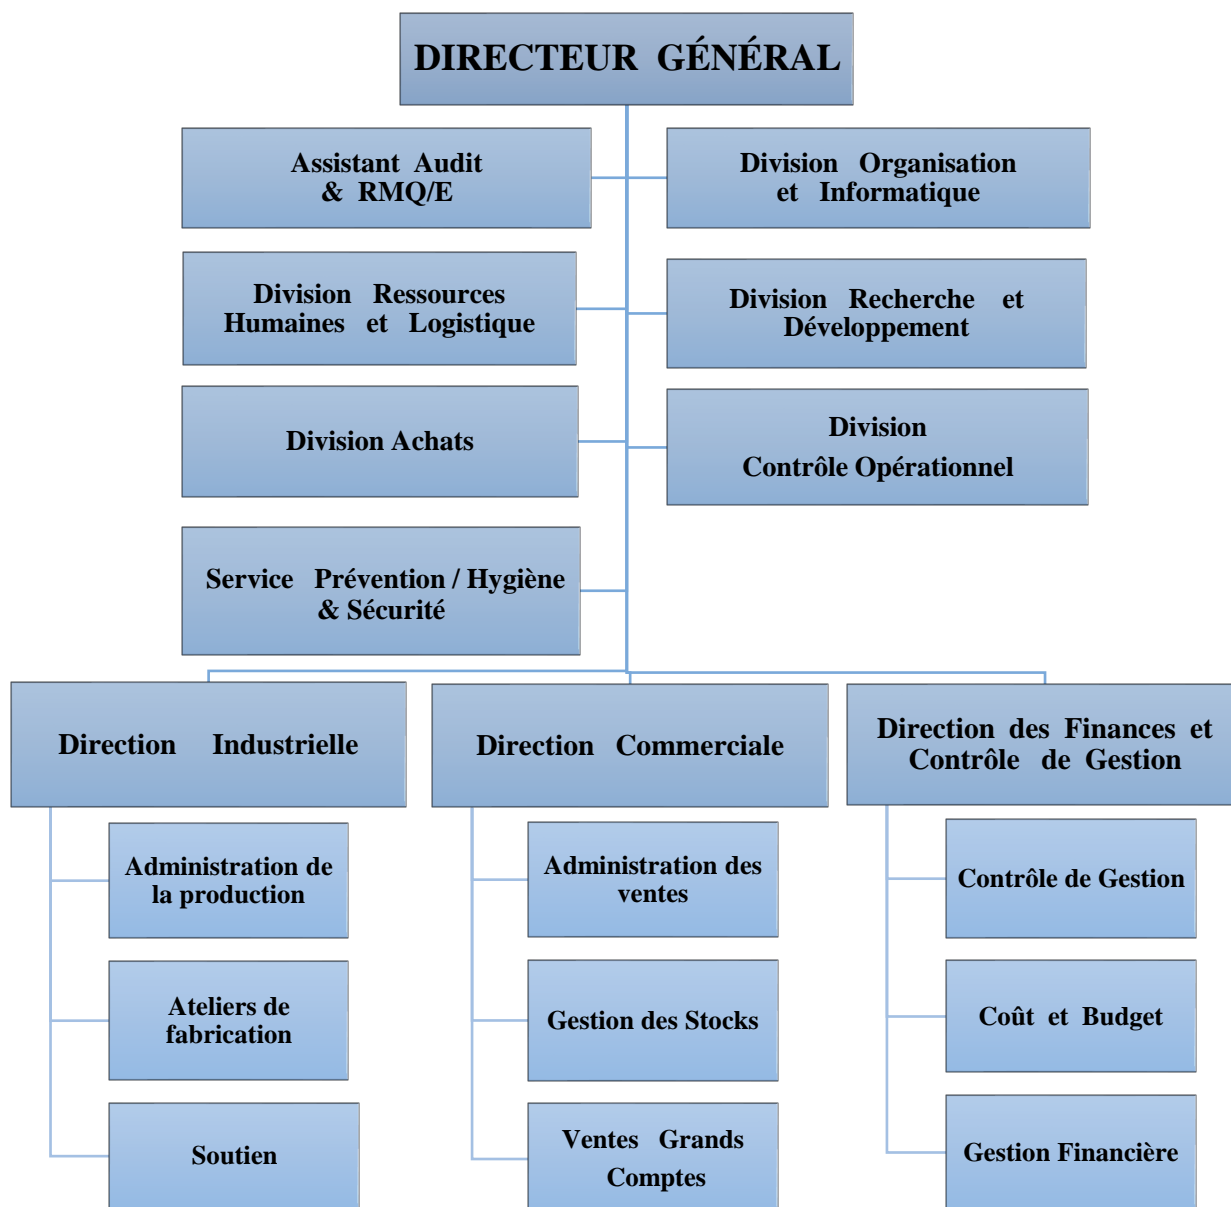 DIRECTEUR GÉNÉRAL
Assistant Audit
& RMQ/E
Division Organisation
et Informatique
Division Ressources
Humaines et Logistique
Division Recherche et
Développement
Division Achats
Division
Contrôle Opérationnel
Service Prévention / Hygiène
& Sécurité
Direction Industrielle
Direction Commerciale
Direction des Finances et
Contrôle de Gestion
Administration de
la production
Ateliers de
fabrication
Soutien
Administration des
ventes
Gestion des Stocks
Ventes Grands
Comptes
Contrôle de Gestion
Coût et Budget
Gestion Financière